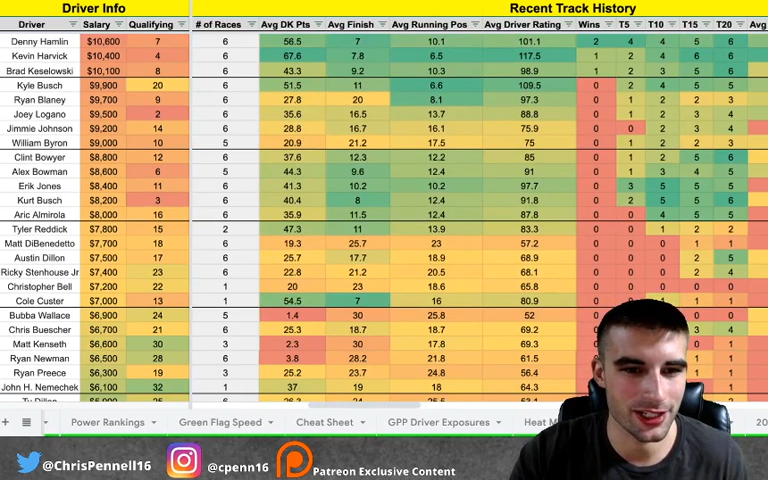 Driver Info Recent Track History
Driver Salary Qualifying # of Races Avg DK Pts Avg Finish Avg Running Pos Avg Driver Rating Wins T5 T10 T15 T20 Avg
Denny Hamlin $10,600 7 6 56.5 7 10.1 101.1 2 4 4 5 6
Kevin Harvick $10,400 4 6 67.6 7.8 6.5 117.5 1 2 4 6 6
Brad Keselowski $10,100 8 6 43.3 9.2 10.3 98.9 1 2 3 5 6
Kyle Busch $9,900 20 6 51.5 11 6.6 109.5 0 2 4 5 5
Ryan Blaney $9,700 9 6 27.8 20 8.1 97.3 0 1 2 2 3
Joey Logano $9,500 2 6 35.6 16.5 13.7 88.8 0 1 2 3 4
Jimmie Johnson $9,200 14 6 28.8 16.7 16.1 75.9 0 0 2 3 4
William Byron $9,000 10 5 20.9 21.2 17.5 75 0 1 2 2 3
Clint Bowyer $8,800 12 6 37.6 12.3 12.2 85 0 1 2 5 6
Alex Bowman $8,600 6 5 44.3 9.6 12.4 91 0 1 3 4 5
Erik Jones $8,400 11 6 41.3 10.2 10.2 97.7 0 3 5 5 5
Kurt Busch $8,200 3 6 40.4 8 12.4 91.8 0 2 5 6 6
Aric Almirola $8,000 16 6 35.9 11.5 12.4 87.8 0 0 4 5 5
Tyler Reddick $7,800 15 2 47.3 11 13.9 83.3 0 0 1 2 2
Matt DiBenedetto $7,700 18 6 19.3 25.7 23 57.2 0 0 0 1 1
Austin Dillon $7,500 17 6 25.7 17.7 18.9 68.9 0 0 0 2 5
Ricky Stenhouse Jr $7,400 23 6 22.8 21.2 20.5 68.1 0 0 0 2 4
Christopher Bell $7,200 22 1 20 23 18.6 65.8 0 0 0 0 0
Cole Custer $7,000 13 1 54.5 7 16 80.9 0 0 1 1 1
Bubba Wallace $6,900 24 5 1.4 30 25.8 52 0 0
Chris Buescher $6,700 21 6 25.3 18.7 18.7 69.2 3 4
Matt Kenseth $6,600 30 3 2.3 30 17.8 69.2 1 1
Ryan Newman $6,500 28 6 3.8 28.2 21.8 61.5 1
Ryan Preece $6,300 19 3 25.2 23.7 24.8 56.4 1
John H. Nemechek $6,100 32 1 37 19 18 64.3 1
Ty Dillon
+ Power Rankings Green Flag Speed Cheat Sheet GPP Driver Exposures Heat
@ChrisPennell16 @cpenn16 Patreon Exclusive Content